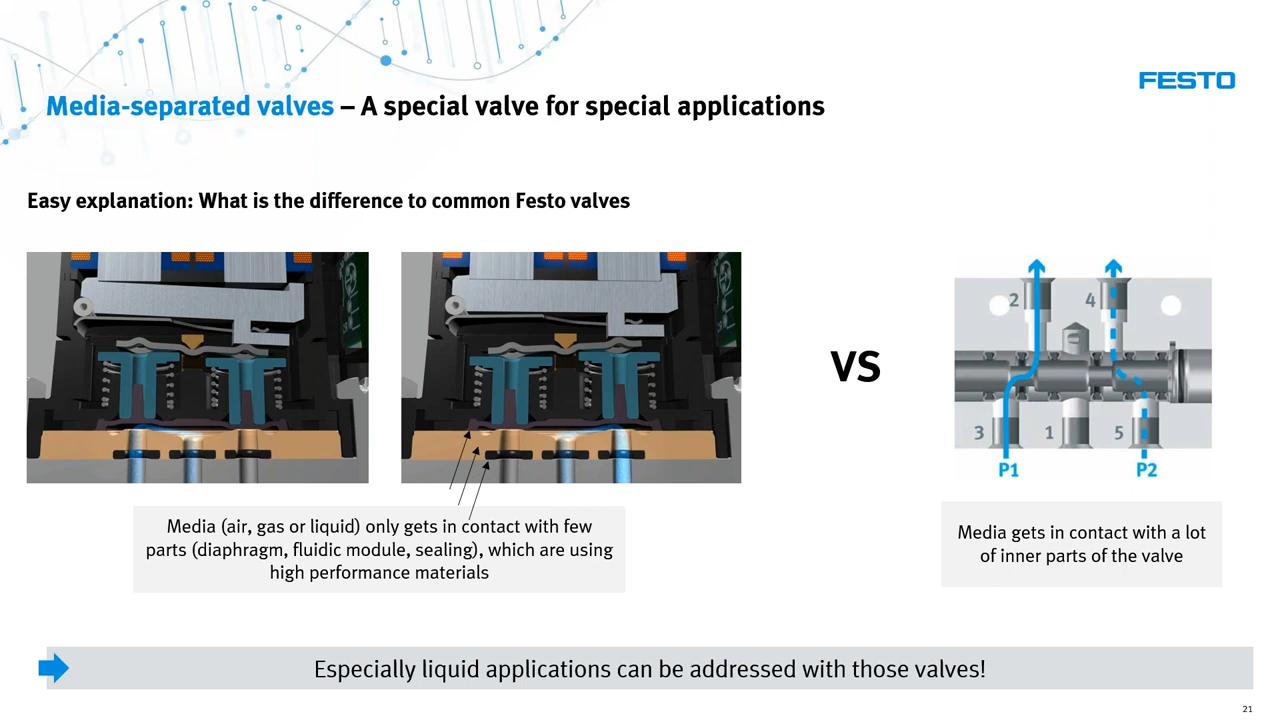 FESTO
Media-separated valves – A special valve for special applications
Easy explanation: What is the difference to common Festo valves
VS
2
4
3
1
5
P1
P2
Media (air, gas or liquid) only gets in contact with few
parts (diaphragm, fluidic module, sealing), which are using
high performance materials
Media gets in contact with a lot
of inner parts of the valve
Especially liquid applications can be addressed with those valves!
21